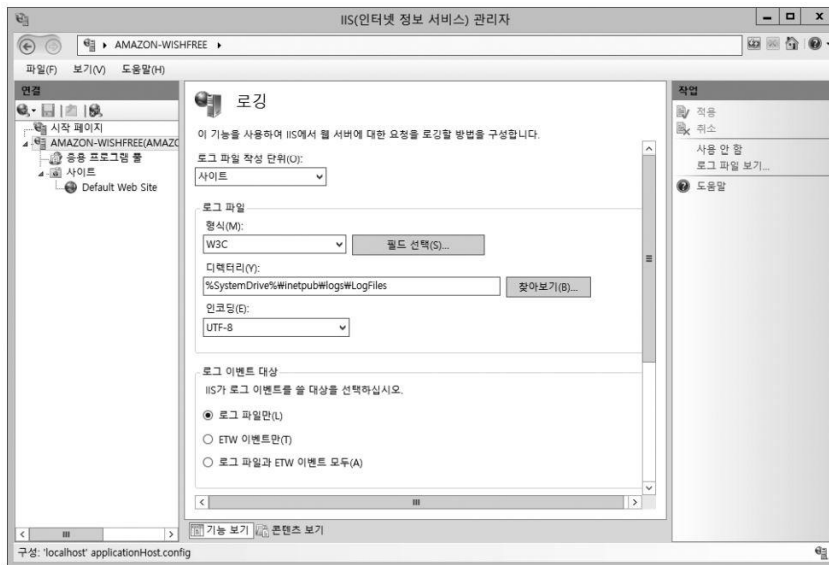 IIS(인터넷 정보 서비스) 관리자
AMAZON-WISHFREE
파일(F) 보기(V) 도움말(H)
연결
시작 페이지
AMAZON-WISHFREE(AMAZC
응용 프로그램 풀
사이트
Default Web Site
로깅
이 기능을 사용하여 IIS에서 웹 서버에 대한 요청을 로깅할 방법을 구성합니다.
로그 파일 작성 단위(O):
사이트
로그 파일
형식(M):
W3C 필드 선택(S)...
디렉터리(Y):
%SystemDrive%₩inetpub₩logs₩LogFiles 찾아보기(B)...
인코딩(E):
UTF-8
로그 이벤트 대상
IIS가 로그 이벤트를 쓸 대상을 선택하십시오.
로그 파일만(L)
ETW 이벤트만(T)
로그 파일과 ETW 이벤트 모두(A)
기능 보기 콘텐츠 보기
작업
적용
취소
사용 안 함
로그 파일 보기...
도움말
구성: 'localhost' applicationHost.config